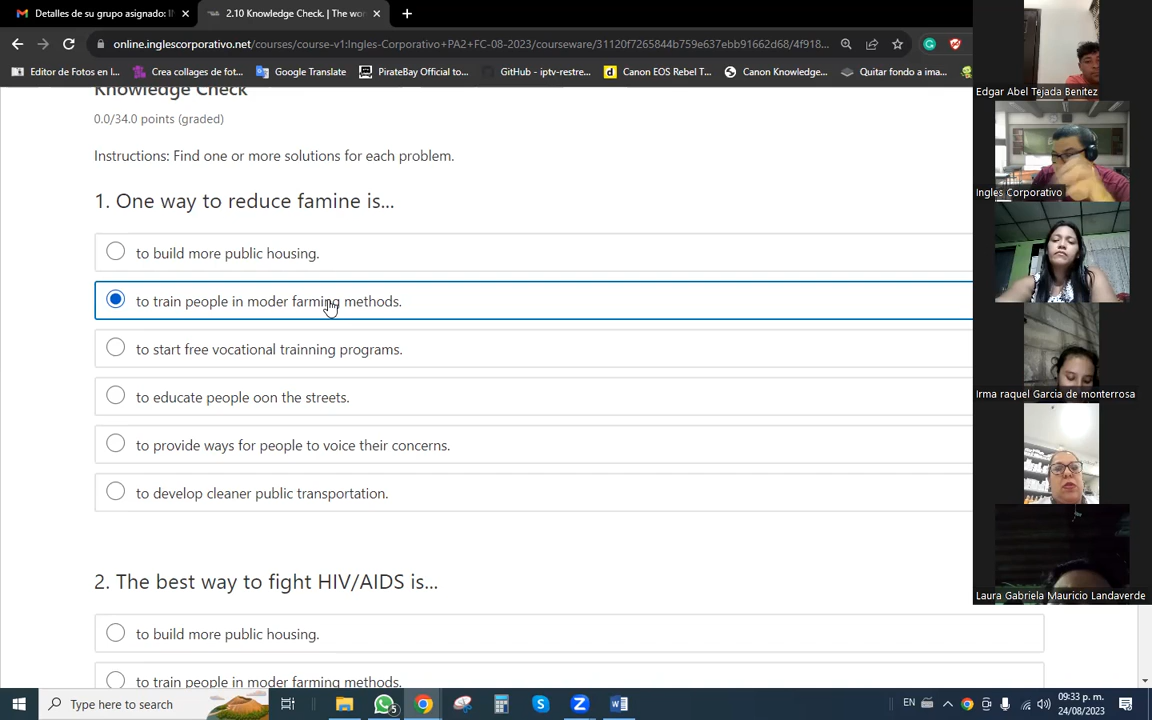 Detalles de su grupo asignado: I
2.10 Knowledge Check. | The wo
online.inglescorporativo.net/courses/course-v1:Ingles-Corporativo+PA2+FC-08-2023/courseware/31120f7265844b759e637ebb91662d68/4f918...
Editor de Fotos en l...
Crea collages de fot...
Google Translate
PirateBay Official to...
GitHub - iptv-restre...
Canon EOS Rebel T...
Canon Knowledge...
Quitar fondo a ima...
Knowledge Check
0.0/34.0 points (graded)
Instructions: Find one or more solutions for each problem.
1. One way to reduce famine is...
to build more public housing.
to train people in moder farming methods.
to start free vocational trainning programs.
to educate people oon the streets.
to provide ways for people to voice their concerns.
to develop cleaner public transportation.
2. The best way to fight HIV/AIDS is...
to build more public housing.
to train people in moder farming methods.
Edgar Abel Tejada Benitez
Ingles Corporativo
Irma raquel Garcia de monterrosa
Laura Gabriela Mauricio Landaverde
Type here to search
5
EN
09:33 p. m.
24/08/2023